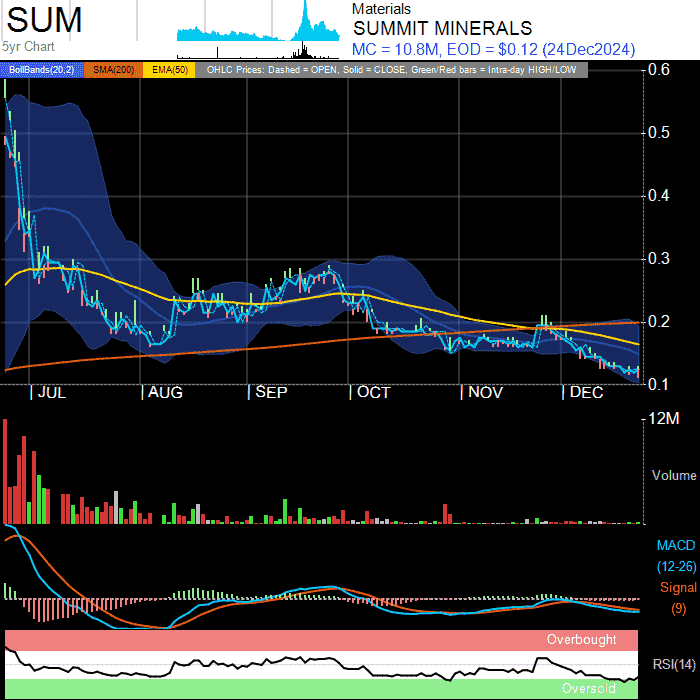 SUM
5yr Chart
Materials
SUMMIT MINERALS
MC = 10.8M, EOD = $0.12 (24Dec2024)
BollBands(20,2) SMA(200) EMA(50) OHLC Prices: Dashed = OPEN, Solid = CLOSE, Green/Red bars = Intra-day HIGH/LOW
0.6
0.5
0.4
0.3
0.2
0.1
JUL AUG SEP OCT NOV DEC
12M
Volume
MACD
(12-26)
Signal
(9)
Overbought
RSI(14)
Oversold